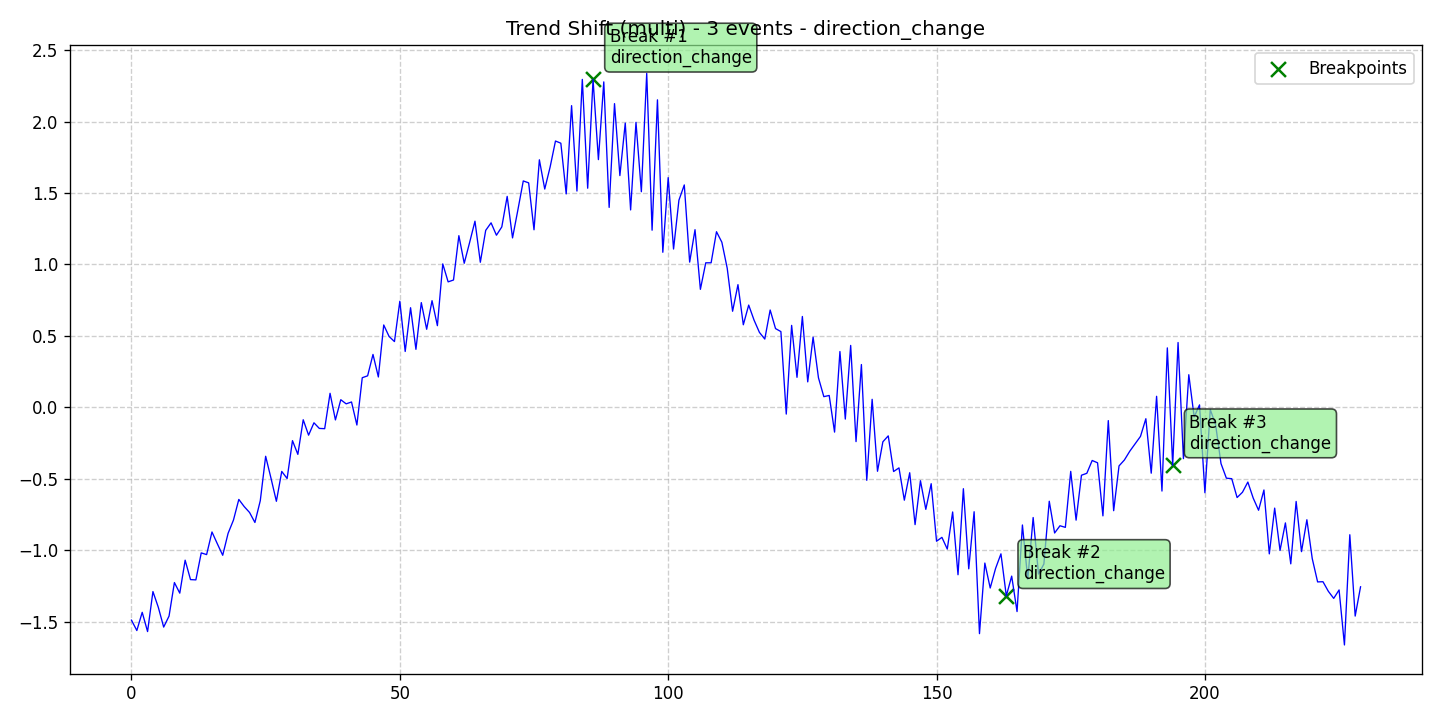 Trend Shift (multi) - 3 events - direction_change
Break #1
direction_change
Breakpoints
2.5
2.0
1.5
1.0
0.5
0.0
−0.5
−1.0
−1.5
Break #3
direction_change
Break #2
direction_change
0
50
100
150
200